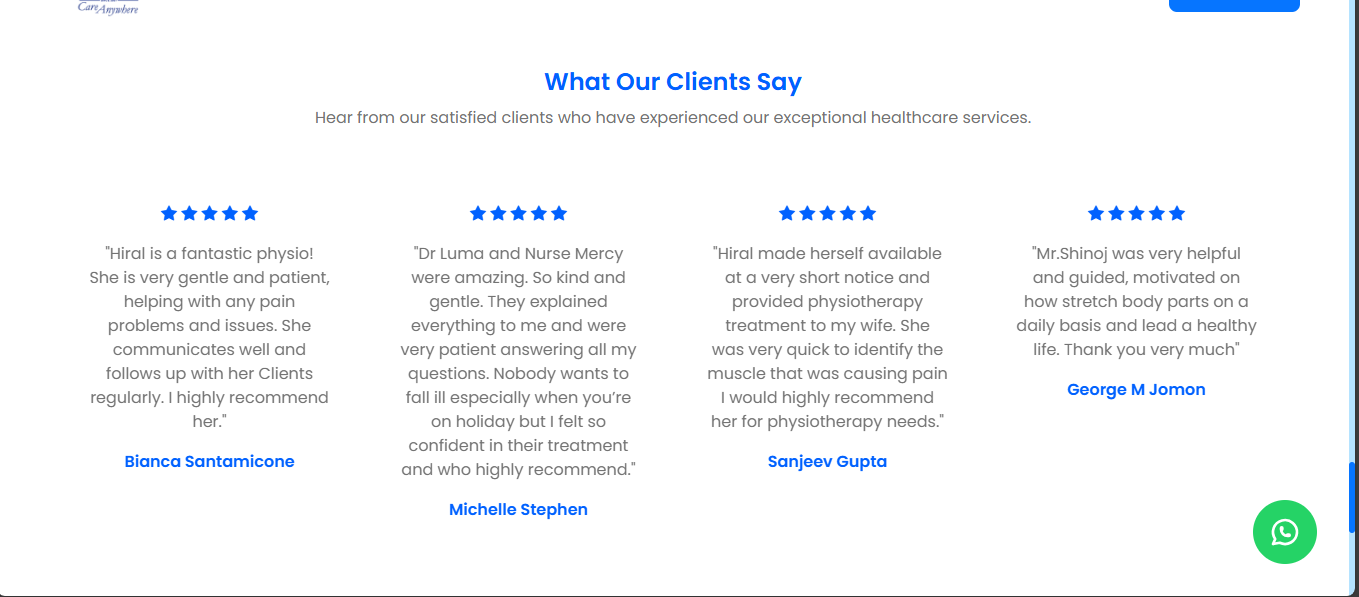 Care Anywhere
What Our Clients Say
Hear from our satisfied clients who have experienced our exceptional healthcare services.
"Hiral is a fantastic physio!
She is very gentle and patient,
helping with any pain
problems and issues. She
communicates well and
follows up with her Clients
regularly. I highly recommend
her."
Bianca Santamicone
"Dr Luma and Nurse Mercy
were amazing. So kind and
gentle. They explained
everything to me and were
very patient answering all my
questions. Nobody wants to
fall ill especially when you’re
on holiday but I felt so
confident in their treatment
and who highly recommend."
Michelle Stephen
"Hiral made herself available
at a very short notice and
provided physiotherapy
treatment to my wife. She
was very quick to identify the
muscle that was causing pain
I would highly recommend
her for physiotherapy needs."
Sanjeev Gupta
"Mr.Shinoj was very helpful
and guided, motivated on
how stretch body parts on a
daily basis and lead a healthy
life. Thank you very much"
George M Jomon